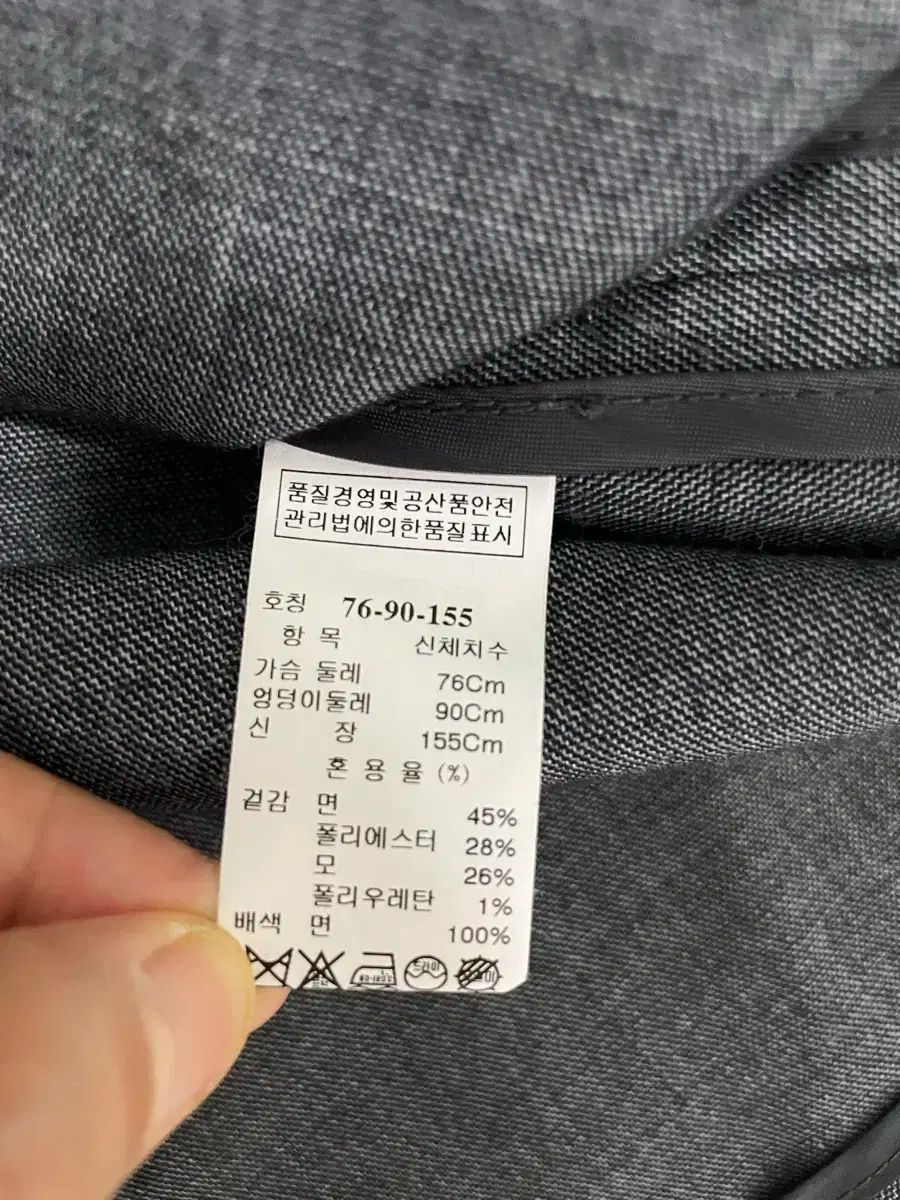 품질경영및공산품안전
관리법에의한품질표시
호칭 76-90-155
항 목 신체치수
가슴 둘레 76Cm
엉덩이둘레 90Cm
신 장 155Cm
혼 용 율 (%)
겉감 면 45%
폴리에스터 28%
모 26%
폴리우레탄 1%
배색 면 100%
드라이